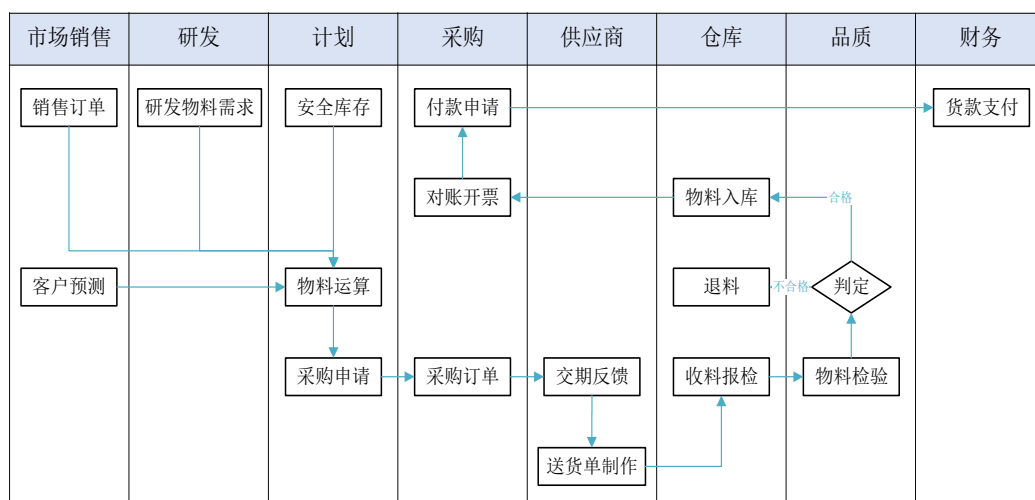 市场销售
研发
计划
采购
供应商
仓库
品质
财务
销售订单
研发物料需求
安全库存
付款申请
货款支付
对账开票
物料入库
合格
客户预测
物料运算
退料
不合格
判定
采购申请
采购订单
交期反馈
收料报检
物料检验
送货单制作